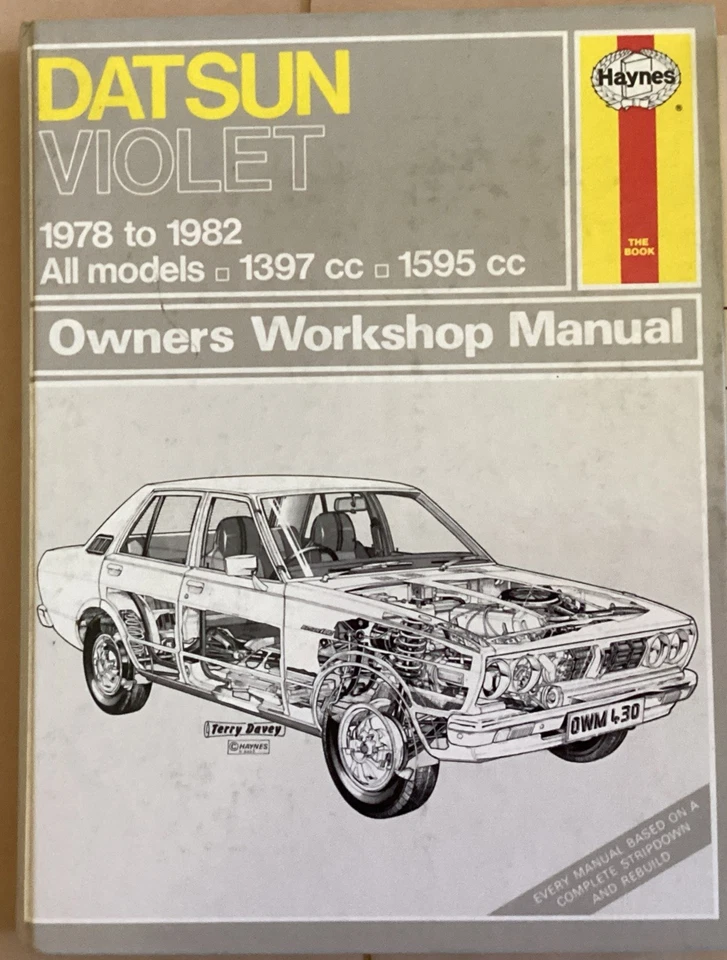 DATSUN
VIOLET
1978 to 1982
All models □ 1397 cc □ 1595 cc
Haynes
®
THE
BOOK
Owners Workshop Manual
Terry Davey
© HAYNES
OWM 430
EVERY MANUAL BASED ON A
COMPLETE STRIPDOWN
AND REBUILD